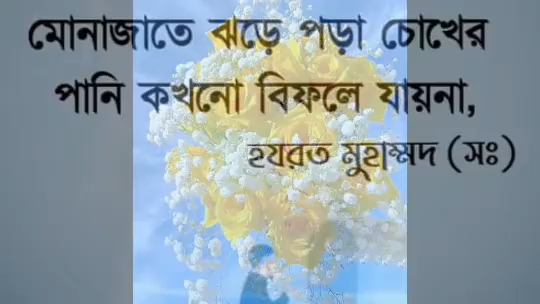 মোনাজাতে ঝড়ে পড়া চোখের
পানি কখনো বিফলে যায়না,
হযরত মুহাম্মদ (সঃ)